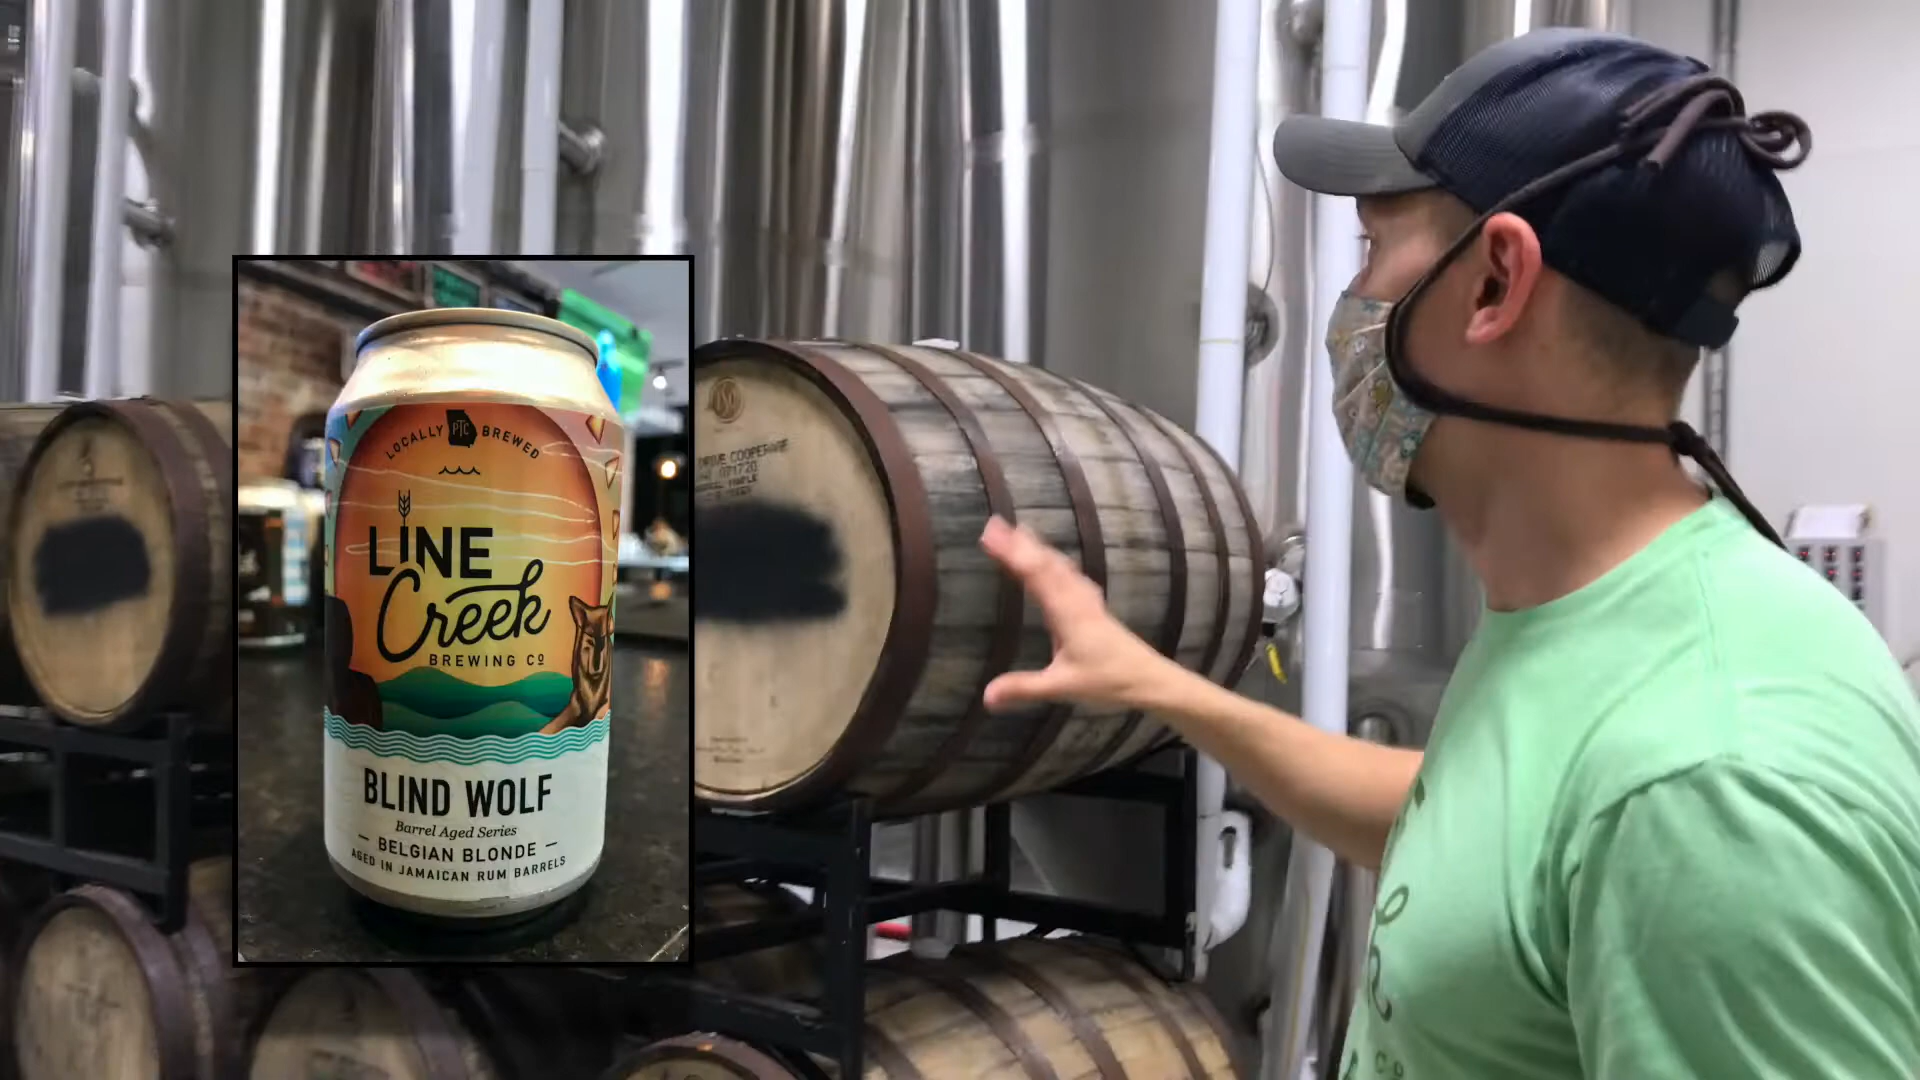 LOCALLY PTC BREWED
LINE
Creek
BREWING CO
BLIND WOLF
Barrel Aged Series
- BELGIAN BLONDE -
AGED IN JAMAICAN RUM BARRELS
ISC
COOPERAGE